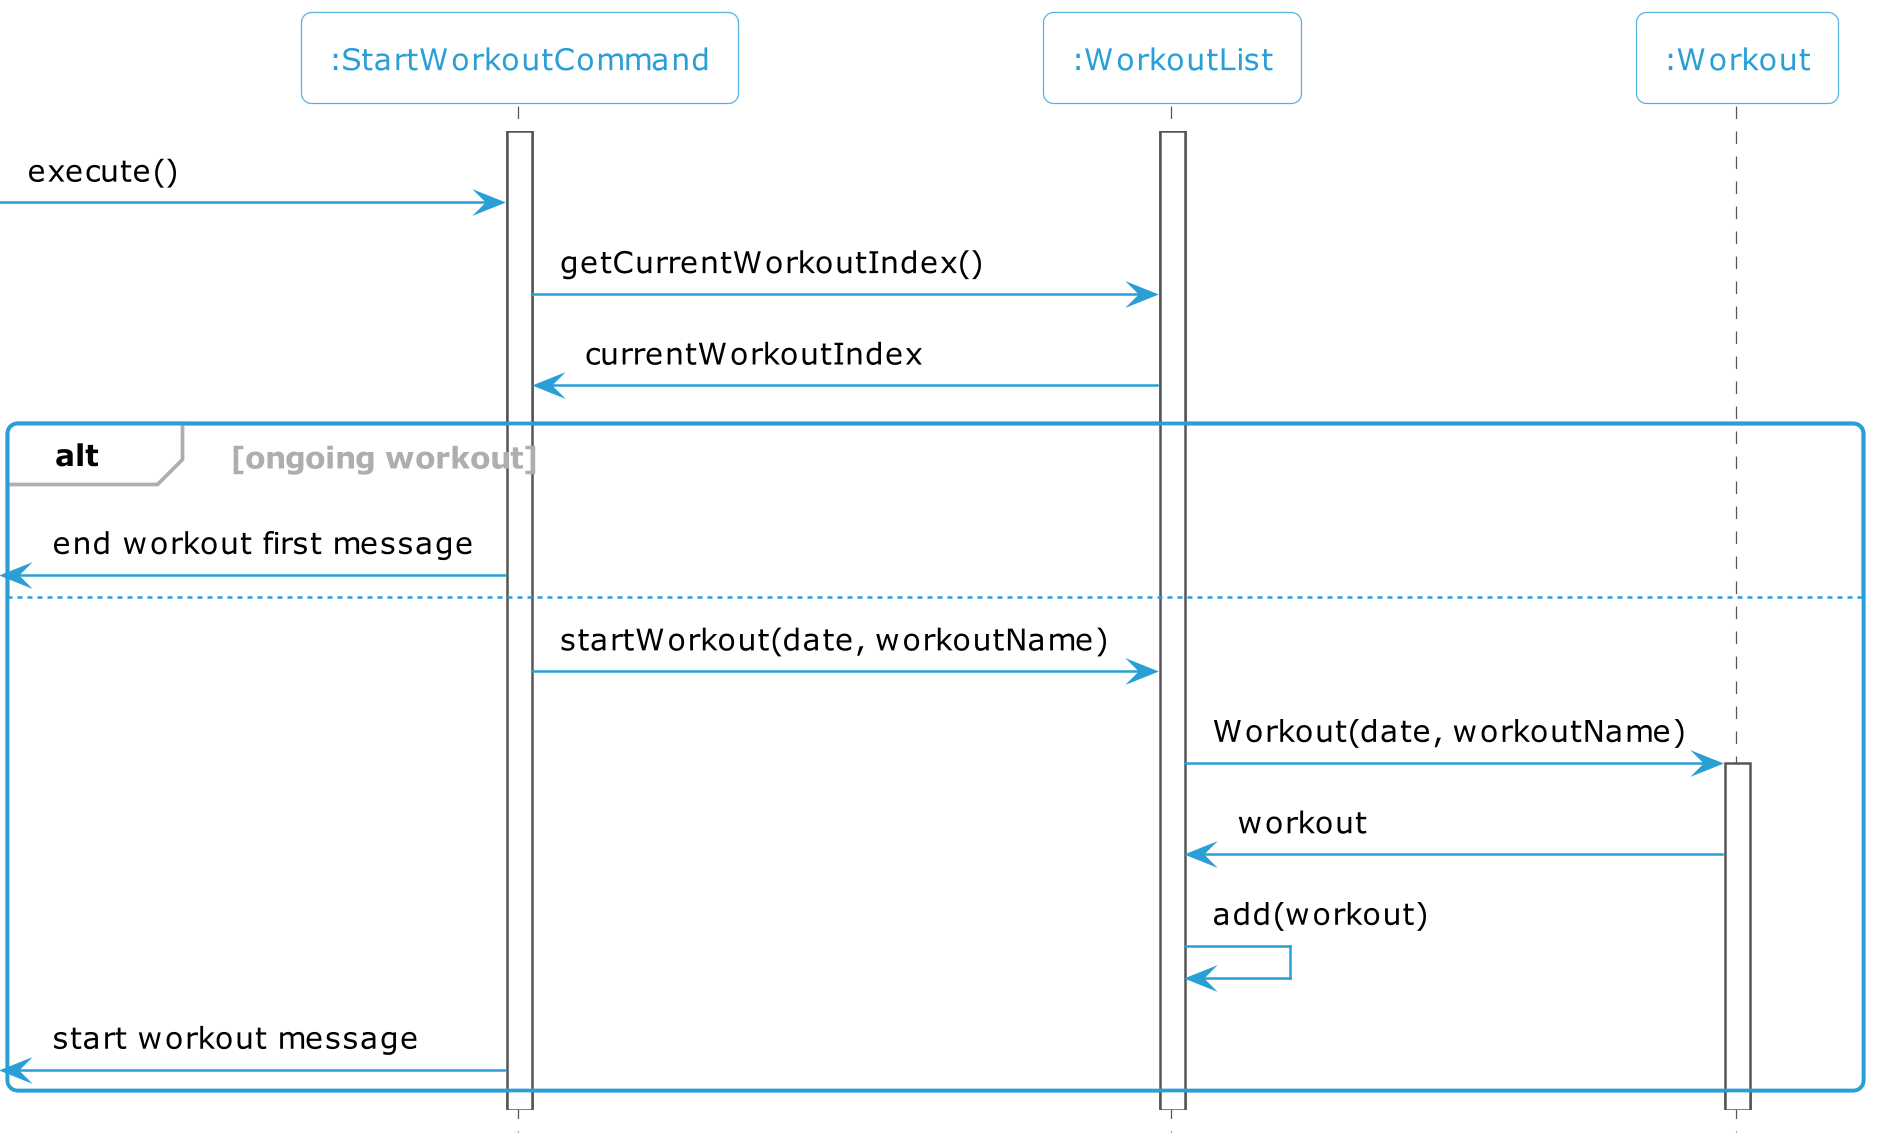 :StartWorkoutCommand
:WorkoutList
:Workout
execute()
getCurrentWorkoutIndex()
currentWorkoutIndex
alt
[ongoing workout]
end workout first message
startWorkout(date, workoutName)
Workout(date, workoutName)
workout
add(workout)
start workout message